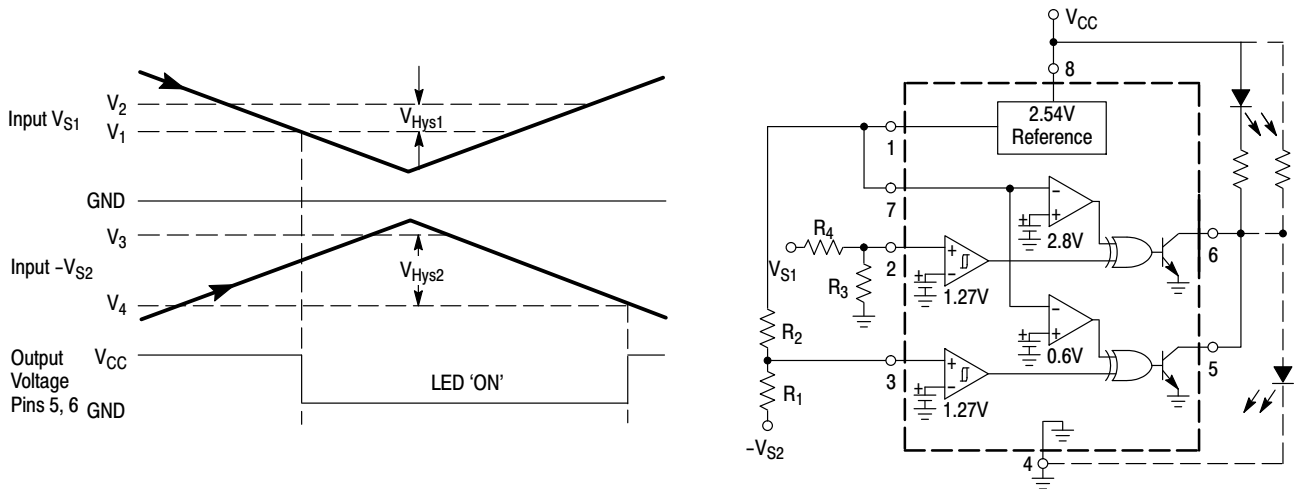 Input VS1
V2
V1
VHys1
GND
V3
Input –VS2
V4
VHys2
Output
Voltage
Pins 5, 6
VCC
GND
LED ‘ON’
VCC
8
2.54V
Reference
1
7
–
+
+
2.8V
6
R4
VS1
2
R3
+
–
+
1.27V
–
+
+
0.6V
5
R2
3
R1
+
–
+
1.27V
–VS2
4